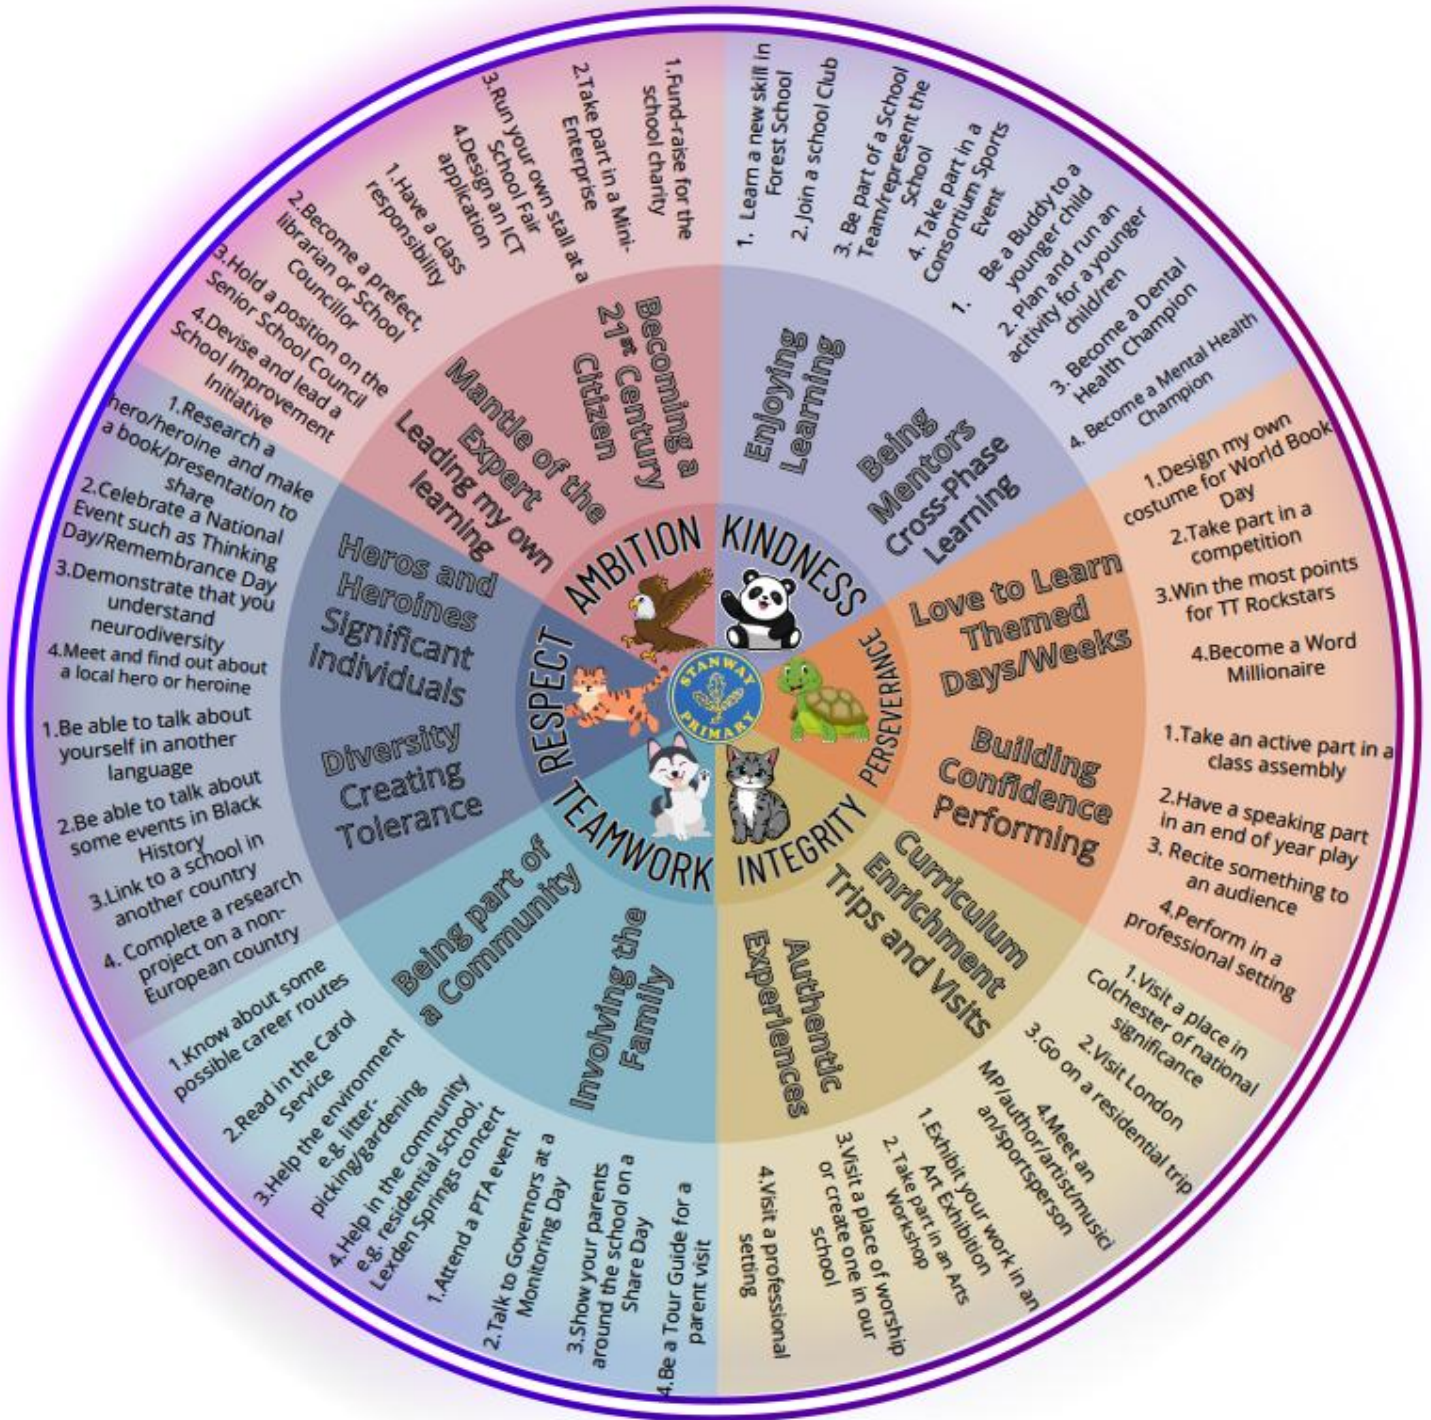 STANWAY
PRIMARY
KINDNESS
Enjoying
Learning
1. Learn a new skill in
Forest School
2. Join a school Club
3. Be part of a School
Team/represent the
School
4. Take part in a
Consortium Sports
Event
Being
Mentors
Cross-Phase
Learning
1. Be a Buddy to a
younger child
2. Plan and run an
acitivity for a younger
child/ren
3. Become a Dental
Health Champion
4. Become a Mental Health
Champion
PERSEVERANCE
Love to Learn
Themed
Days/Weeks
1.Design my own
costume for World Book
Day
2.Take part in a
competition
3.Win the most points
for TT Rockstars
4.Become a Word
Millionaire
Building
Confidence
Performing
1.Take an active part in a
class assembly
2.Have a speaking part
in an end of year play
3. Recite something to
an audience
4.Perform in a
professional setting
INTEGRITY
Curriculum
Enrichment
Trips and Visits
1.Visit a place in
Colchester of national
significance
2.Visit London
3.Go on a residential trip
4.Meet an
MP/author/artist/musici
an/sportsperson
Authentic
Experiences
1.Exhibit your work in an
Art Exhibition
2. Take part in an Arts
Workshop
3.Visit a place of worship
or create one in our
school
4.Visit a professional
setting
TEAMWORK
Involving the
Family
1.Attend a PTA event
2.Talk to Governors at a
Monitoring Day
3.Show your parents
around the school on a
Share Day
4.Be a Tour Guide for a
parent visit
Being part of
a Community
1.Know about some
possible career routes
2.Read in the Carol
Service
3.Help the environment
e.g. litter-
picking/gardening
4.Help in the community
e.g. residential school,
Lexden Springs concert
RESPECT
Diversity
Creating
Tolerance
1.Be able to talk about
yourself in another
language
2.Be able to talk about
some events in Black
History
3.Link to a school in
another country
4. Complete a research
project on a non-
European country
Heros and
Heroines
Significant
Individuals
1.Research a
hero/heroine and make
a book/presentation to
share
2.Celebrate a National
Event such as Thinking
Day/Remembrance Day
3.Demonstrate that you
understand
neurodiversity
4.Meet and find out about
a local hero or heroine
AMBITION
Mantle of the
Expert
Leading my own
learning
1.Have a class
responsibility
2.Become a prefect,
librarian or School
Councillor
3.Hold a position on the
Senior School Council
4.Devise and lead a
School Improvement
Initiative
Becoming a
21st Century
Citizen
1.Fund-raise for the
school charity
2.Take part in a Mini-
Enterprise
3.Run your own stall at a
School Fair
4.Design an ICT
application